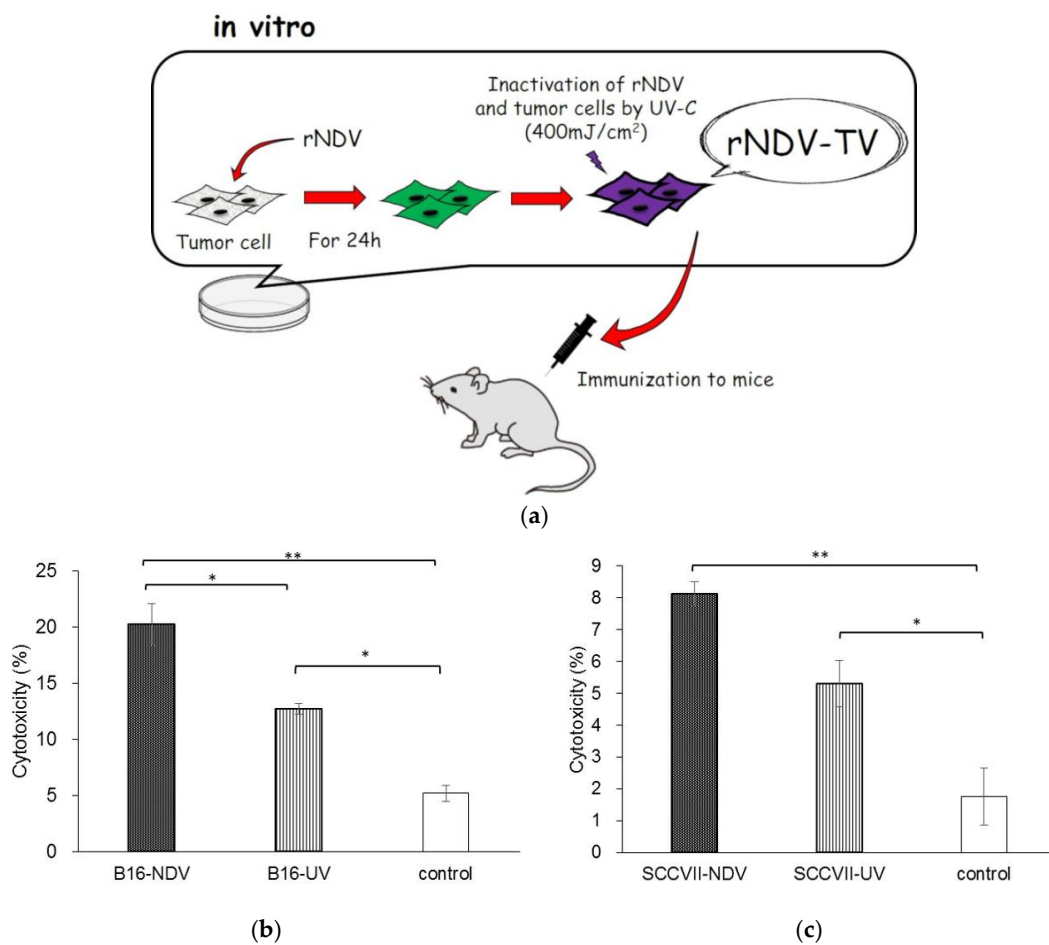 in vitro
Inactivation of rNDV
and tumor cells by UV-C
(400mJ/cm²)
rNDV-TV
rNDV
Tumor cell
For 24h
Immunization to mice
(a)
**
*
*
25
20
15
10
5
0
Cytotoxicity (%)
B16-NDV
B16-UV
control
(b)
**
*
9
8
7
6
5
4
3
2
1
0
Cytotoxicity (%)
SCCVII-NDV
SCCVII-UV
control
(c)